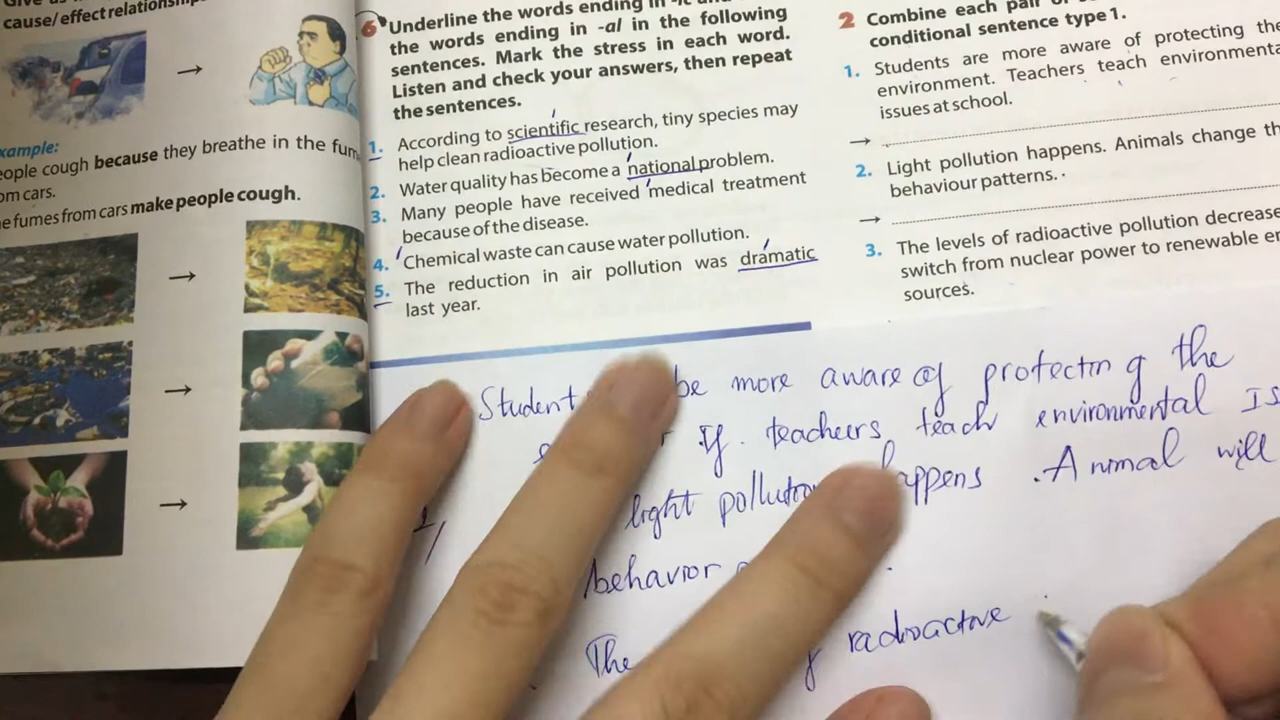 cause/ effect
xample:
eople cough because they breathe in the fum
om cars.
e fumes from cars make people cough.
6 Underline the words ending in -ic
the words ending in -al in the following
sentences. Mark the stress in each word.
Listen and check your answers, then repeat
the sentences.
1. According to scientific research, tiny species may
help clean radioactive pollution.
2. Water quality has become a national problem.
3. Many people have received medical treatment
because of the disease.
4. Chemical waste can cause water pollution.
5. The reduction in air pollution was dramatic
last year.
2 Combine each pair of
conditional sentence type 1.
1. Students are more aware of protecting the
environment. Teachers teach environmenta
issues at school.
→
2. Light pollution happens. Animals change th
behaviour patterns.
→
3. The levels of radioactive pollution decrease
switch from nuclear power to renewable en
sources.
Student be more aware of protecting the
If teachers teach environmental Is
light pollution happens . Animal will
behavior
The radioactive